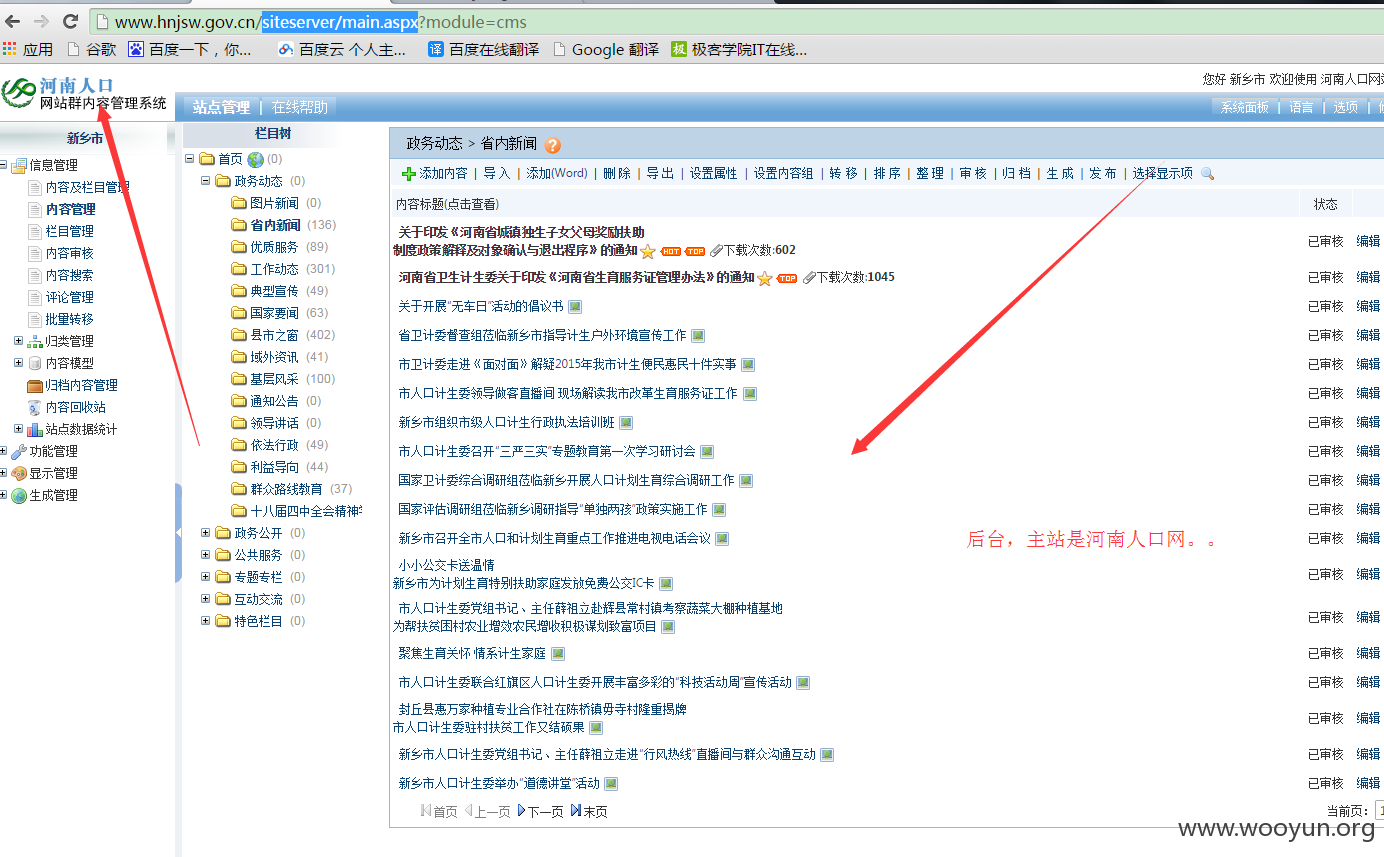 www.hnjsw.gov.cn/siteserver/main.aspx?module=cms
应用 谷歌 百度一下，你... 百度云 个人主... 百度在线翻译 Google 翻译 极客学院IT在线...
河南人口
网站群内容管理系统
您好 新乡市 欢迎使用 河南人口网
站点管理 | 在线帮助
系统面板 | 语言 | 选项 |
新乡市
信息管理
内容及栏目管理
内容管理
栏目管理
内容审核
内容搜索
评论管理
批量转移
归类管理
内容模型
归档内容管理
内容回收站
站点数据统计
功能管理
显示管理
生成管理
栏目树
首页 (0)
政务动态 (0)
图片新闻 (0)
省内新闻 (136)
优质服务 (89)
工作动态 (301)
典型宣传 (49)
国家要闻 (63)
县市之窗 (402)
域外资讯 (41)
基层风采 (100)
通知公告 (0)
领导讲话 (0)
依法行政 (49)
利益导向 (44)
群众路线教育 (37)
十八届四中全会精神
政务公开 (0)
公共服务 (0)
专题专栏 (0)
互动交流 (0)
特色栏目 (0)
政务动态 > 省内新闻
添加内容 | 导入 | 添加(Word) | 删除 | 导出 | 设置属性 | 设置内容组 | 转移 | 排序 | 整理 | 审核 | 归档 | 生成 | 发布 | 选择显示项
内容标题(点击查看) 状态
关于印发《河南省城镇独生子女父母奖励扶助
制度政策解释及对象确认与退出程序》的通知 HOT TOP 下载次数:602 已审核 编辑
河南省卫生计生委关于印发《河南省生育服务证管理办法》的通知 TOP 下载次数:1045 已审核 编辑
关于开展“无车日”活动的倡议书 已审核 编辑
省卫计委督查组莅临新乡市指导计生户外环境宣传工作 已审核 编辑
市卫计委走进《面对面》解疑2015年我市计生便民惠民十件实事 已审核 编辑
市人口计生委领导做客直播间 现场解读我市改革生育服务证工作 已审核 编辑
新乡市组织市级人口计生行政执法培训班 已审核 编辑
市人口计生委召开“三严三实”专题教育第一次学习研讨会 已审核 编辑
国家卫计委综合调研组莅临新乡开展人口计划生育综合调研工作 已审核 编辑
国家评估调研组莅临新乡调研指导“单独两孩”政策实施工作 已审核 编辑
新乡市召开全市人口和计划生育重点工作推进电视电话会议 已审核 编辑
后台，主站是河南人口网。。
小小公交卡送温情
新乡市为计划生育特别扶助家庭发放免费公交IC卡 已审核 编辑
市人口计生委党组书记、主任薛祖立赴辉县常村镇考察蔬菜大棚种植基地
为帮扶贫困村农业增效农民增收积极谋划致富项目 已审核 编辑
聚焦生育关怀 情系计生家庭 已审核 编辑
市人口计生委联合红旗区人口计生委开展丰富多彩的“科技活动周”宣传活动 已审核 编辑
封丘县惠万家种植专业合作社在陈桥镇毋寺村隆重揭牌
市人口计生委驻村扶贫工作又结硕果 已审核 编辑
新乡市人口计生委党组书记、主任薛祖立走进“行风热线”直播间与群众沟通互动 已审核 编辑
新乡市人口计生委举办“道德讲堂”活动 已审核 编辑
首页 上一页 下一页 末页 当前页: 1
www.wooyun.org